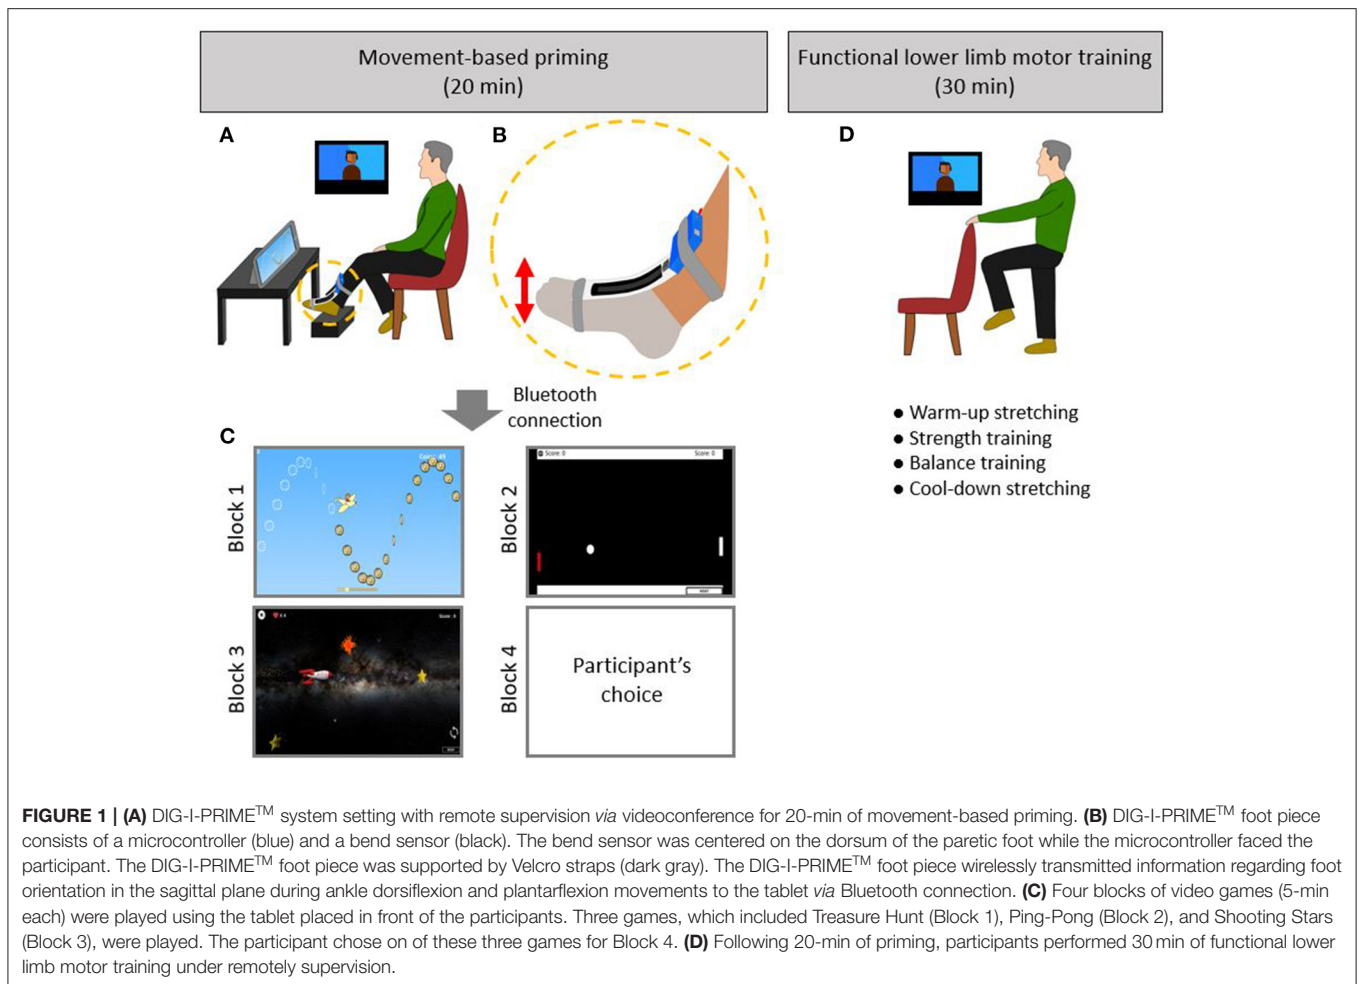 Movement-based priming
(20 min)
Functional lower limb motor training
(30 min)
A
B
D
Bluetooth
connection
● Warm-up stretching
● Strength training
● Balance training
● Cool-down stretching
C
Block 1
Coins: 49
Block 2
Score: 0
Score: 0
Block 3
Score: 0
Block 4
Participant's
choice
FIGURE 1 | (A) DIG-I-PRIME™ system setting with remote supervision via videoconference for 20-min of movement-based priming. (B) DIG-I-PRIME™ foot piece
consists of a microcontroller (blue) and a bend sensor (black). The bend sensor was centered on the dorsum of the paretic foot while the microcontroller faced the
participant. The DIG-I-PRIME™ foot piece was supported by Velcro straps (dark gray). The DIG-I-PRIME™ foot piece wirelessly transmitted information regarding foot
orientation in the sagittal plane during ankle dorsiflexion and plantarflexion movements to the tablet via Bluetooth connection. (C) Four blocks of video games (5-min
each) were played using the tablet placed in front of the participants. Three games, which included Treasure Hunt (Block 1), Ping-Pong (Block 2), and Shooting Stars
(Block 3), were played. The participant chose on of these three games for Block 4. (D) Following 20-min of priming, participants performed 30 min of functional lower
limb motor training under remotely supervision.